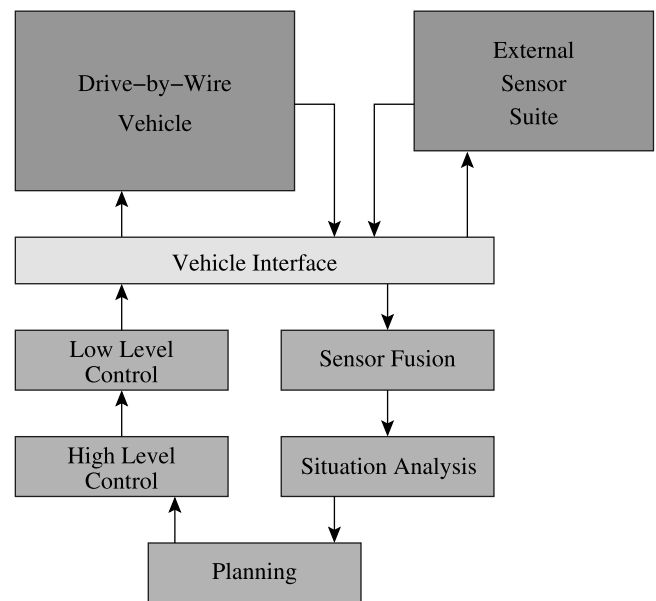 Drive−by−Wire
Vehicle
External
Sensor
Suite
Vehicle Interface
Low Level
Control
Sensor Fusion
High Level
Control
Situation Analysis
Planning